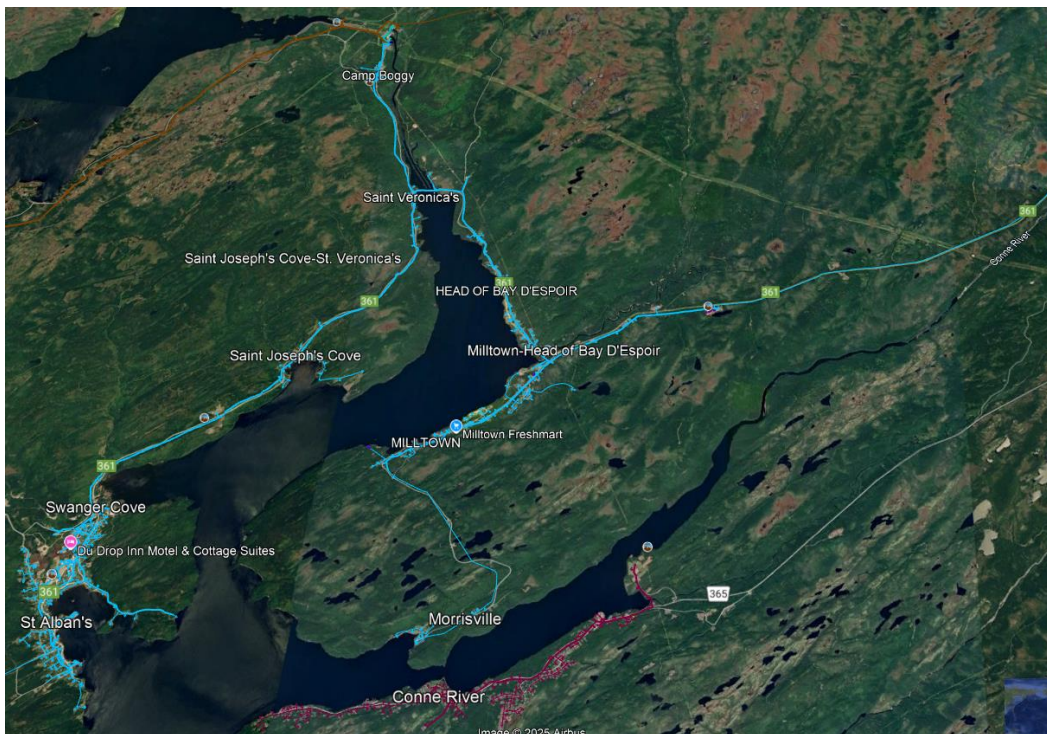 Camp Boggy
Saint Veronica's
361
Conne River
Saint Joseph's Cove-St. Veronica's
361
HEAD OF BAY D'ESPOIR
361
361
Saint Joseph's Cove
Milltown-Head of Bay D'Espoir
Milltown Freshmart
MILLTOWN
361
Swanger Cove
Du Drop Inn Motel & Cottage Suites
361
365
St Alban's
Morrisville
Conne River
Image © 2025 Airbus